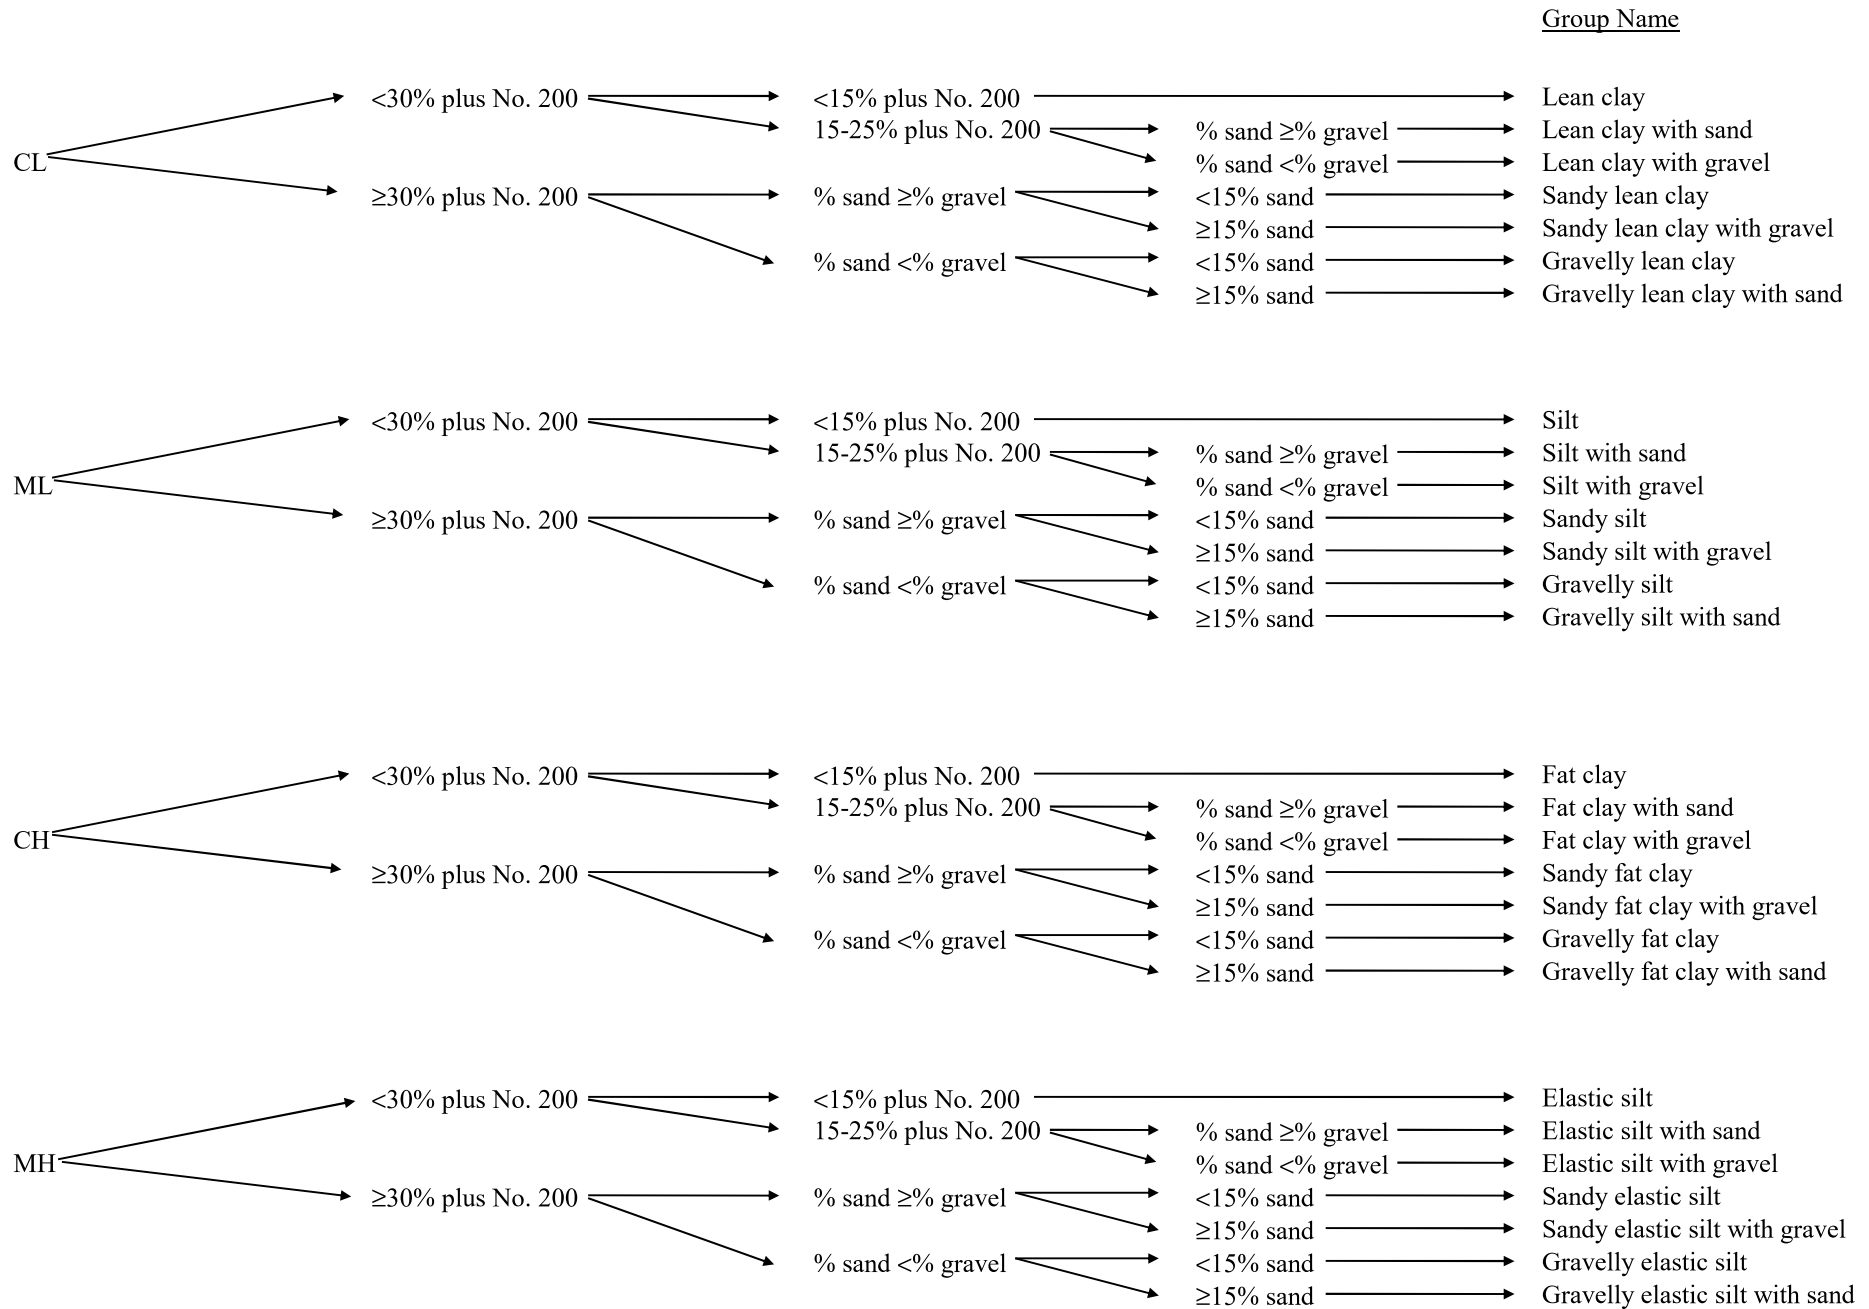 Group Name
<30% plus No. 200 <15% plus No. 200 Lean clay
15-25% plus No. 200 % sand ≥% gravel Lean clay with sand
CL % sand <% gravel Lean clay with gravel
≥30% plus No. 200 % sand ≥% gravel <15% sand Sandy lean clay
≥15% sand Sandy lean clay with gravel
% sand <% gravel <15% sand Gravelly lean clay
≥15% sand Gravelly lean clay with sand
<30% plus No. 200 <15% plus No. 200 Silt
15-25% plus No. 200 % sand ≥% gravel Silt with sand
ML % sand <% gravel Silt with gravel
≥30% plus No. 200 % sand ≥% gravel <15% sand Sandy silt
≥15% sand Sandy silt with gravel
% sand <% gravel <15% sand Gravelly silt
≥15% sand Gravelly silt with sand
<30% plus No. 200 <15% plus No. 200 Fat clay
15-25% plus No. 200 % sand ≥% gravel Fat clay with sand
CH % sand <% gravel Fat clay with gravel
≥30% plus No. 200 % sand ≥% gravel <15% sand Sandy fat clay
≥15% sand Sandy fat clay with gravel
% sand <% gravel <15% sand Gravelly fat clay
≥15% sand Gravelly fat clay with sand
<30% plus No. 200 <15% plus No. 200 Elastic silt
15-25% plus No. 200 % sand ≥% gravel Elastic silt with sand
MH % sand <% gravel Elastic silt with gravel
≥30% plus No. 200 % sand ≥% gravel <15% sand Sandy elastic silt
≥15% sand Sandy elastic silt with gravel
% sand <% gravel <15% sand Gravelly elastic silt
≥15% sand Gravelly elastic silt with sand